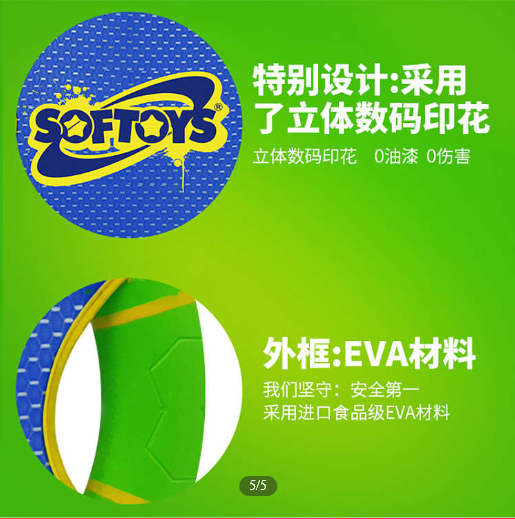 SOFTOYS®
特别设计:采用
了立体数码印花
立体数码印花 0油漆 0伤害
外框:EVA材料
我们坚守：安全第一
采用进口食品级EVA材料
5/5